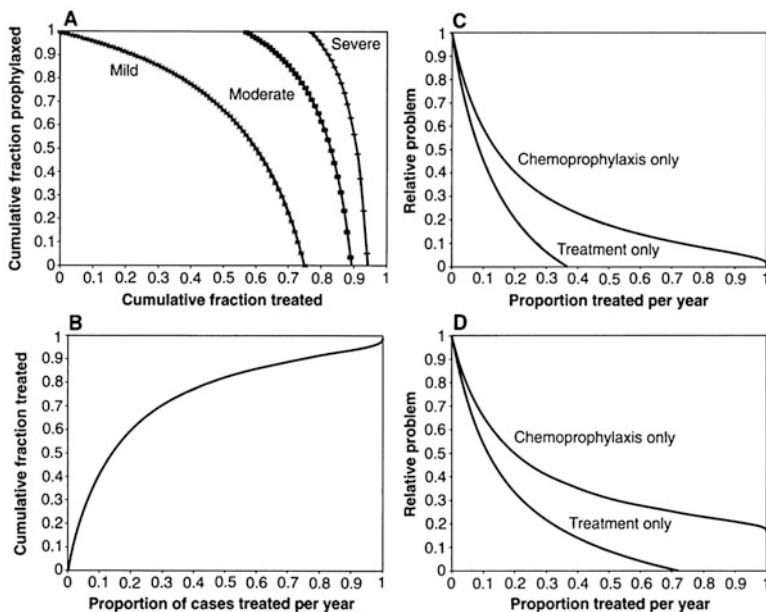 A
Cumulative fraction prophylaxed
1
0.9
0.8
0.7
0.6
0.5
0.4
0.3
0.2
0.1
0
Mild
Moderate
Severe
0 0.1 0.2 0.3 0.4 0.5 0.6 0.7 0.8 0.9 1
Cumulative fraction treated
B
Cumulative fraction treated
1
0.9
0.8
0.7
0.6
0.5
0.4
0.3
0.2
0.1
0
0 0.1 0.2 0.3 0.4 0.5 0.6 0.7 0.8 0.9 1
Proportion of cases treated per year
C
Relative problem
1
0.9
0.8
0.7
0.6
0.5
0.4
0.3
0.2
0.1
0
Chemoprophylaxis only
Treatment only
0 0.1 0.2 0.3 0.4 0.5 0.6 0.7 0.8 0.9 1
Proportion treated per year
D
Relative problem
1
0.9
0.8
0.7
0.6
0.5
0.4
0.3
0.2
0.1
0
Chemoprophylaxis only
Treatment only
0 0.1 0.2 0.3 0.4 0.5 0.6 0.7 0.8 0.9 1
Proportion treated per year